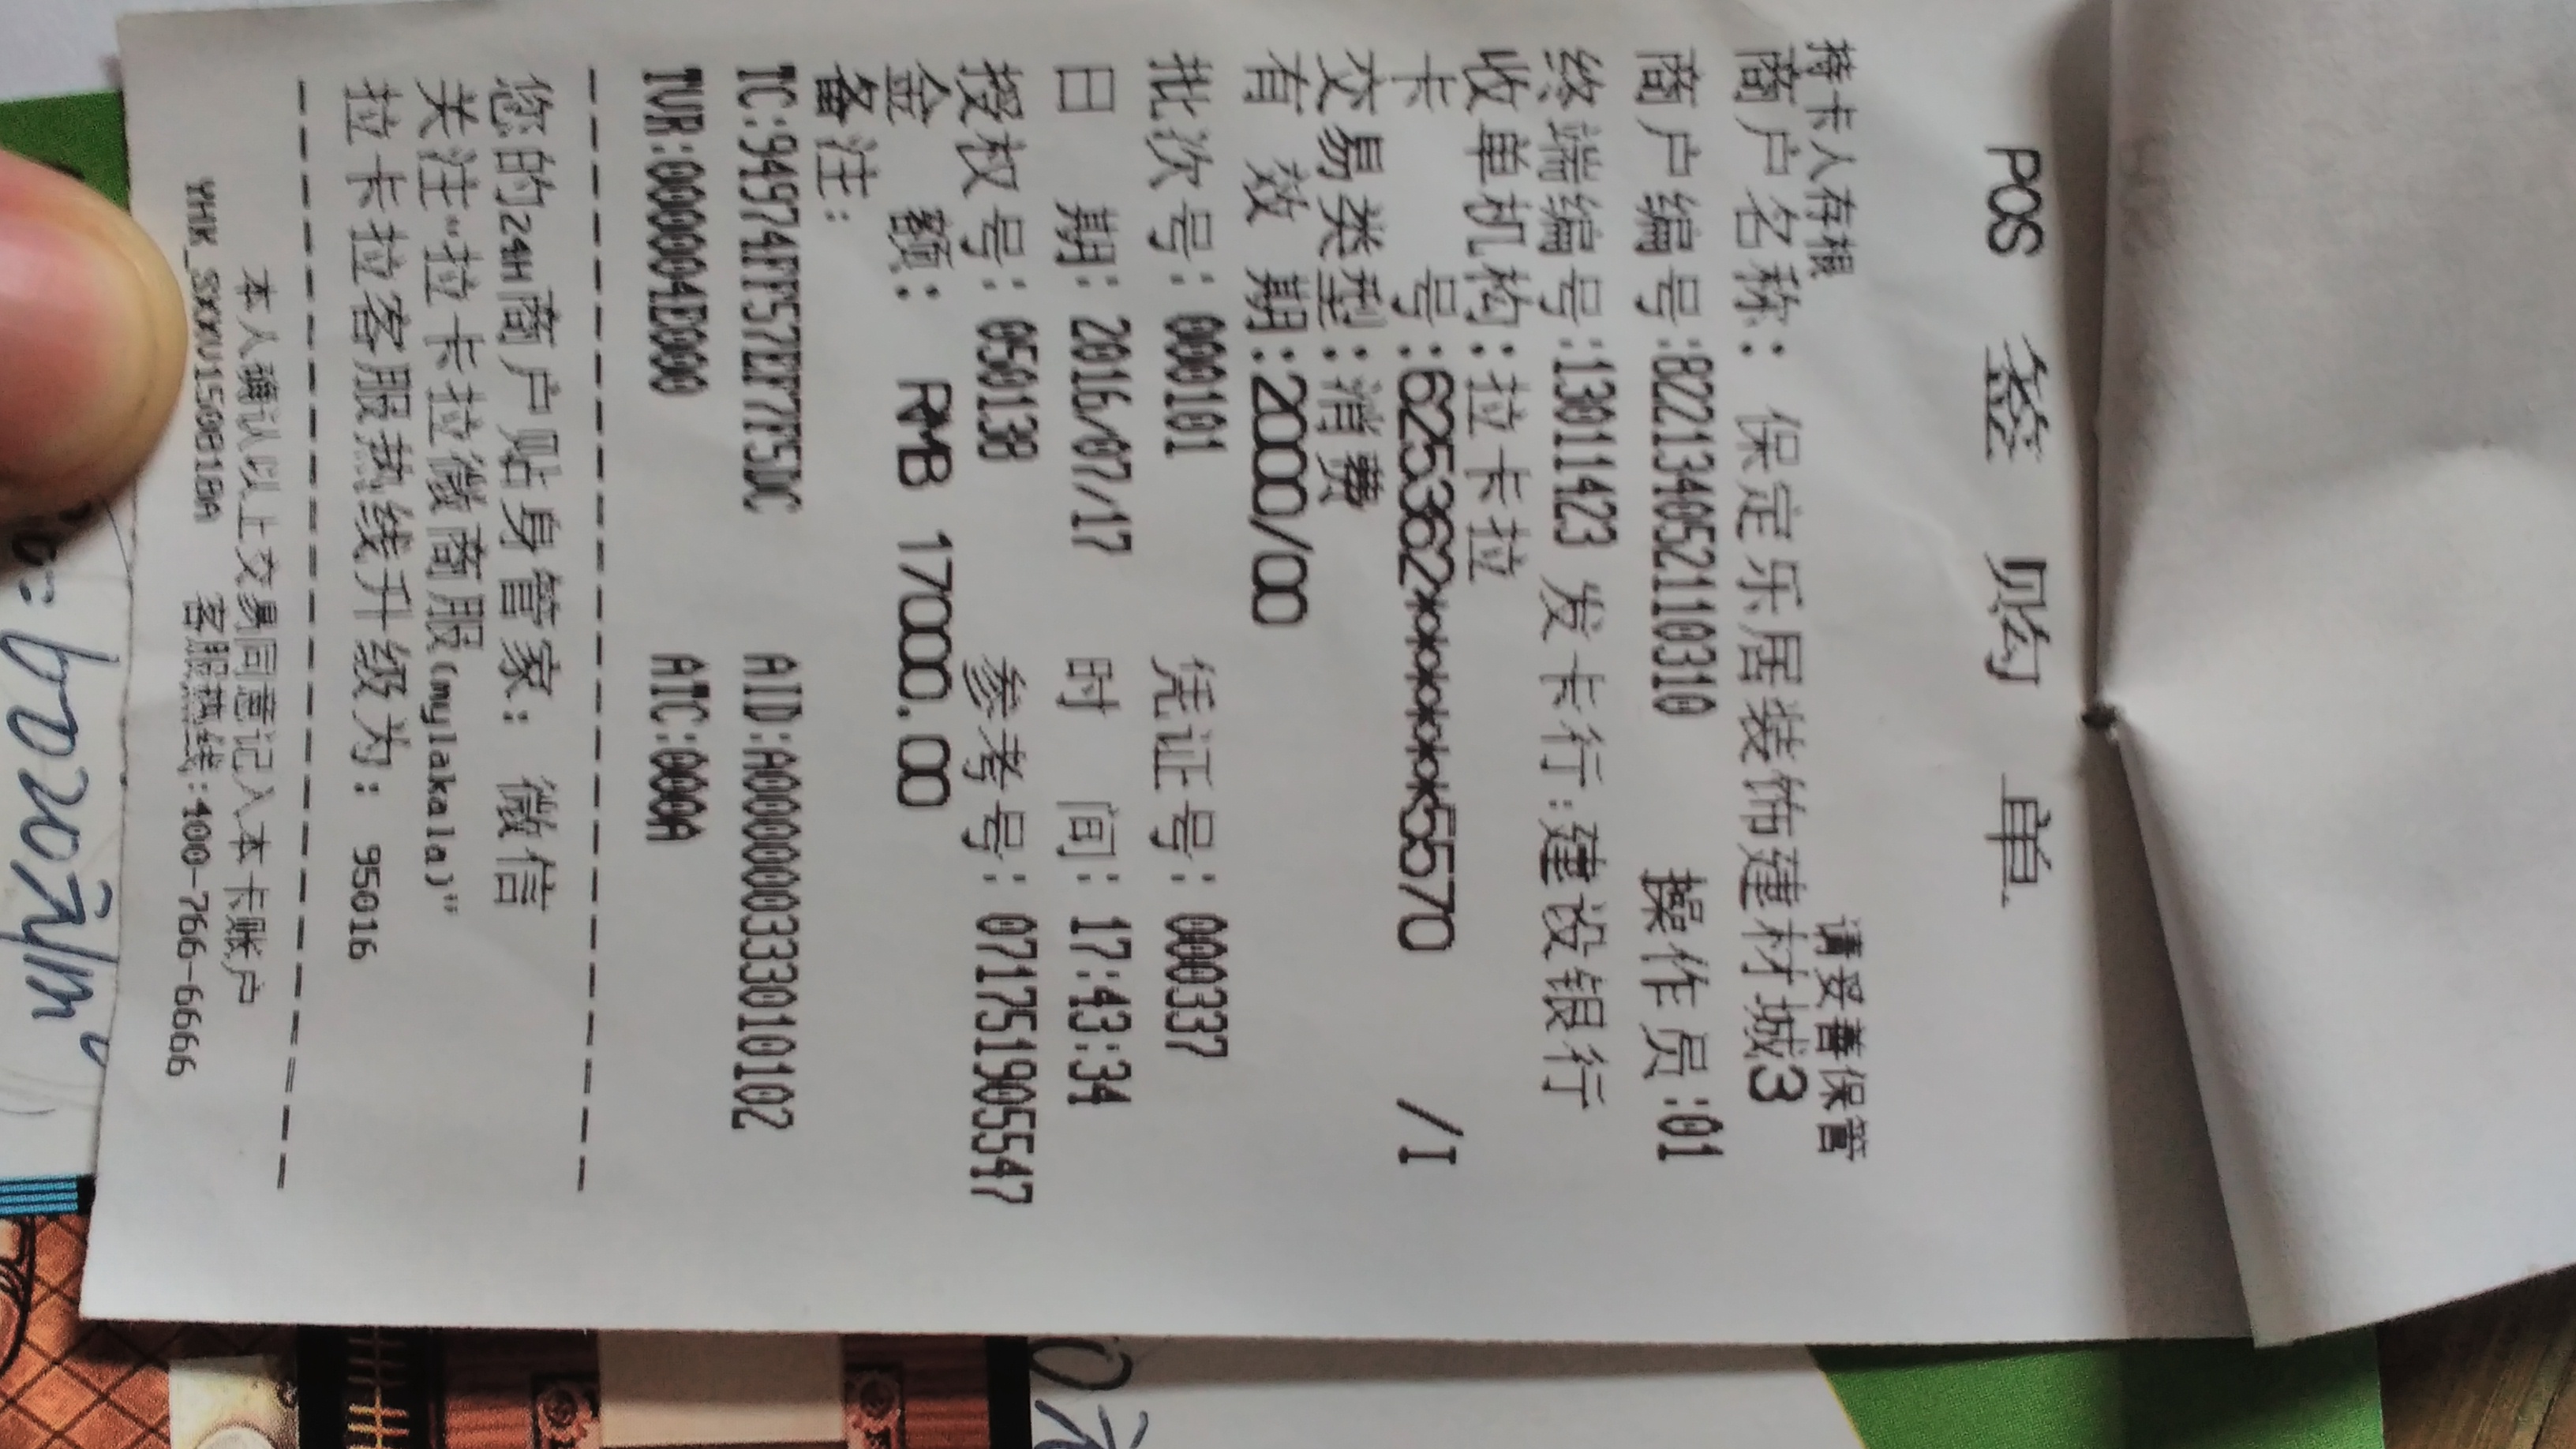 POS 签 购 单
持卡人存根 请妥善保管
商户名称: 保定乐居装饰建材城3
商户编号:822134052110310 操作员:01
终端编号:13011423 发卡行:建设银行
收单机构:拉卡拉
卡 号:6253362******5570 /I
交易类型:消费
有 效 期:2000/00
批次号: 000101 凭证号: 000337
日 期: 2016/07/17 时 间: 17:43:34
授权号: 050138 参考号: 071751905547
金 额: RMB 17000.00
备注:
TC:94974FF57EF7F5DC AID:A000000333010102
TVR:000004E000 ATC:000A
您的24H商户贴身管家: 微信
关注“拉卡拉微商服(mylakala)”
拉卡拉客服热线升级为: 950116
本人确认以上交易同意记入本卡账户
客服热线:400-766-6666